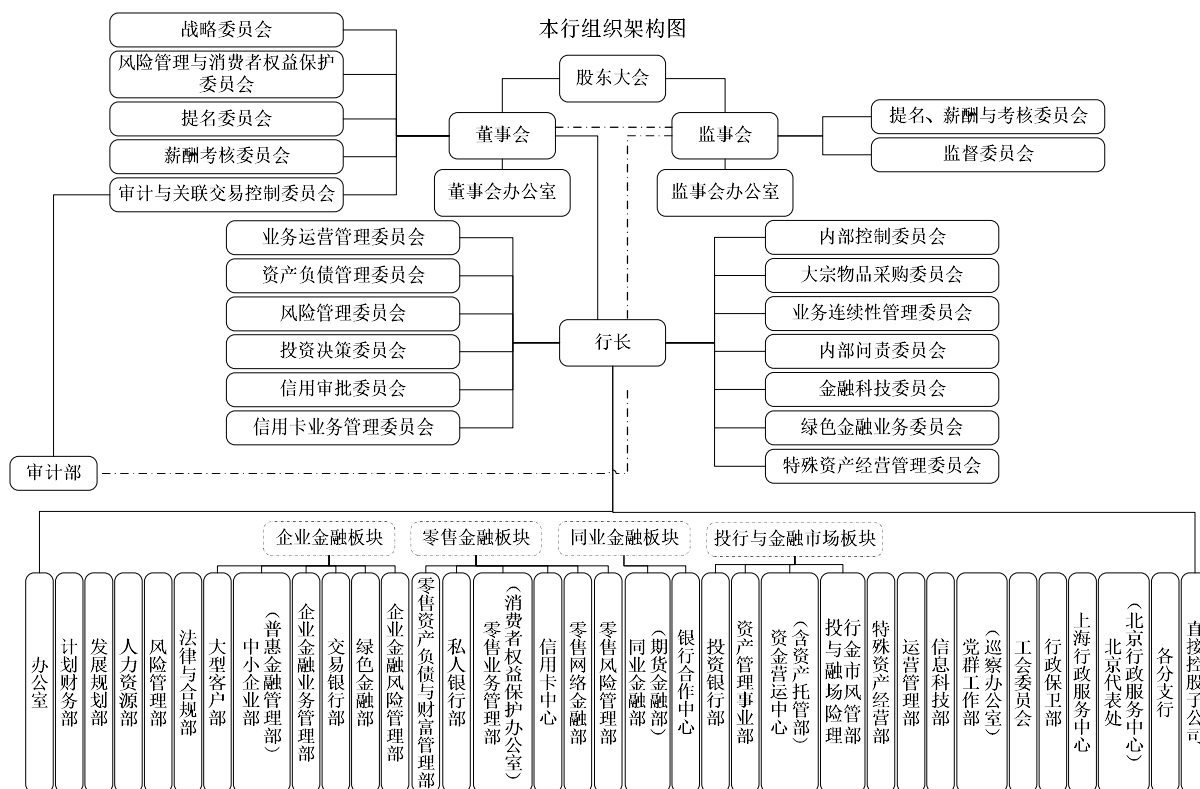 本行组织架构图
股东大会
董事会
监事会
董事会办公室
监事会办公室
战略委员会
风险管理与消费者权益保护
委员会
提名委员会
薪酬考核委员会
审计与关联交易控制委员会
提名、薪酬与考核委员会
监督委员会
业务运营管理委员会
资产负债管理委员会
风险管理委员会
投资决策委员会
信用审批委员会
信用卡业务管理委员会
行长
内部控制委员会
大宗物品采购委员会
业务连续性管理委员会
内部问责委员会
金融科技委员会
绿色金融业务委员会
特殊资产经营管理委员会
审计部
企业金融板块
零售金融板块
同业金融板块
投行与金融市场板块
办公室
计划财务部
发展规划部
人力资源部
风险管理部
法律与合规部
大型客户部
中小企业部
（普惠金融管理部）
企业金融业务管理部
交易银行部
绿色金融部
企业金融风险管理部
零售资产负债与财富管理部
私人银行部
零售业务管理部
（消费者权益保护办公室）
信用卡中心
零售网络金融部
零售风险管理部
同业金融部
（期货金融部）
银行合作中心
投资银行部
资产管理事业部
资金营运中心
（含资产托管部）
投行与金融市场风险管理部
特殊资产经营部
运营管理部
信息科技部
党群工作部
（巡察办公室）
工会委员会
行政保卫部
上海行政服务中心
北京代表处
（北京行政服务中心）
各分支行
直接控股子公司